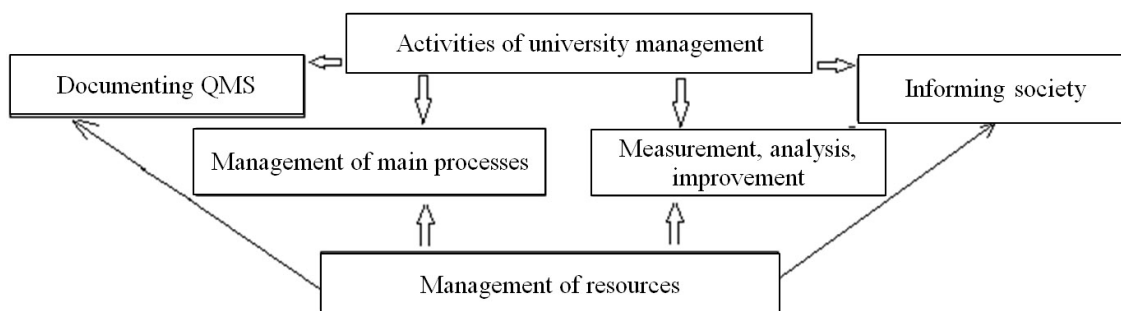 Activities of university management
Documenting QMS
Informing society
Management of main processes
Measurement, analysis,
improvement
Management of resources